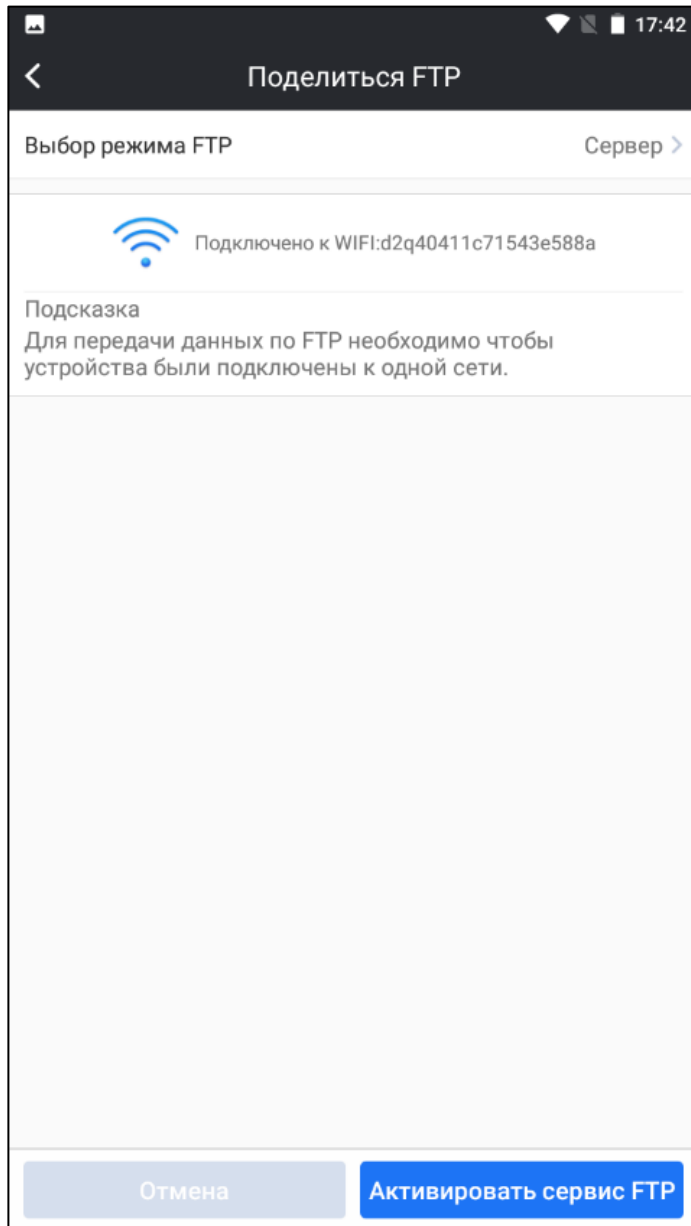 17:42
Поделиться FTP
Выбор режима FTP
Сервер
Подключено к WIFI:d2q40411c71543e588a
Подсказка
Для передачи данных по FTP необходимо чтобы
устройства были подключены к одной сети.
Отмена
Активировать сервис FTP